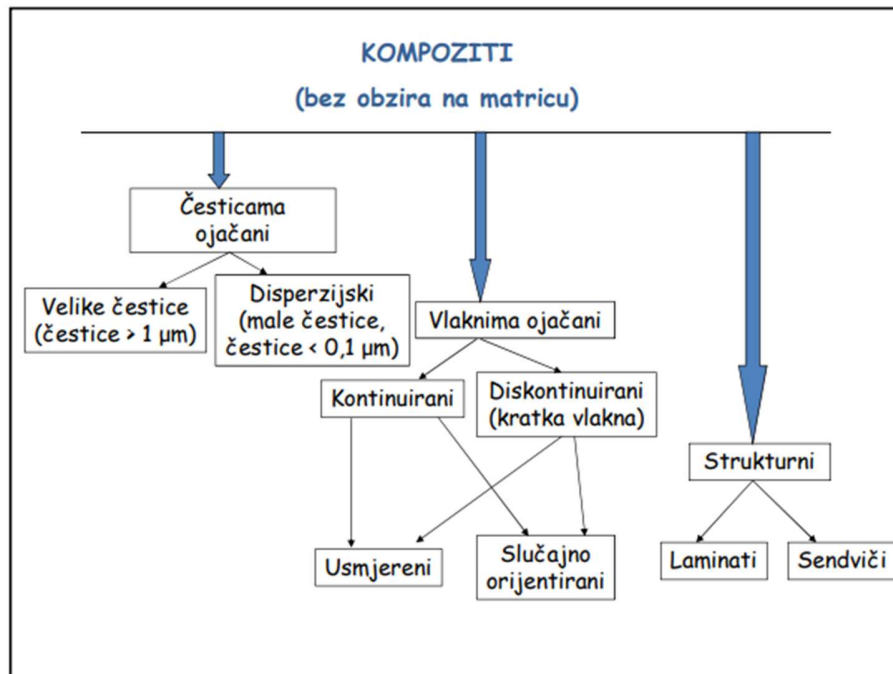 KOMPOZITI
(bez obzira na matricu)
Česticama
ojačani
Velike čestice
(čestice > 1 µm)
Disperzijski
(male čestice,
čestice < 0,1 µm)
Vlaknima ojačani
Kontinuirani
Diskontinuirani
(kratka vlakna)
Usmjereni
Slučajno
orijentirani
Strukturni
Laminati
Sendviči